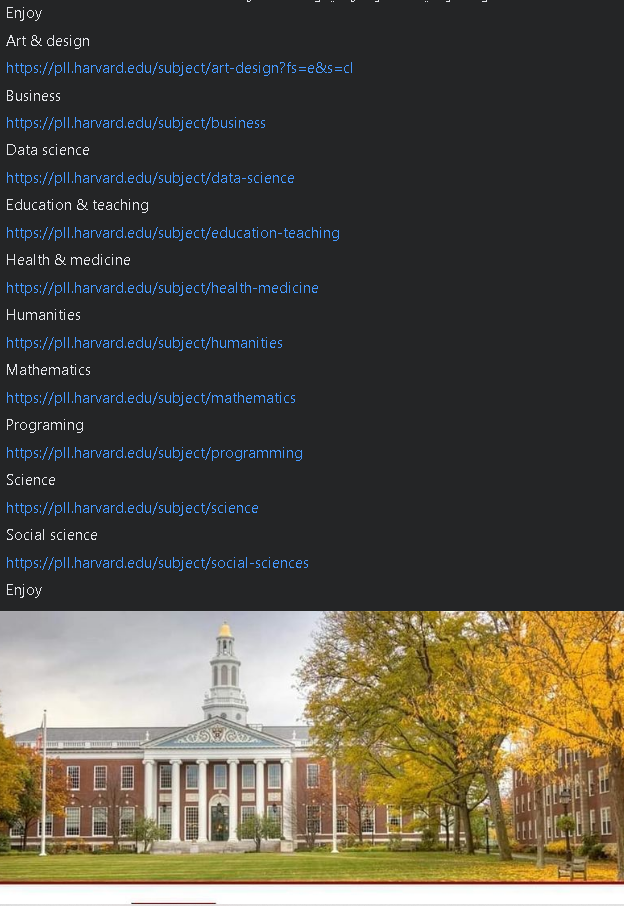 Enjoy
Art & design
https://pll.harvard.edu/subject/art-design?fs=e&s=cl
Business
https://pll.harvard.edu/subject/business
Data science
https://pll.harvard.edu/subject/data-science
Education & teaching
https://pll.harvard.edu/subject/education-teaching
Health & medicine
https://pll.harvard.edu/subject/health-medicine
Humanities
https://pll.harvard.edu/subject/humanities
Mathematics
https://pll.harvard.edu/subject/mathematics
Programing
https://pll.harvard.edu/subject/programming
Science
https://pll.harvard.edu/subject/science
Social science
https://pll.harvard.edu/subject/social-sciences
Enjoy